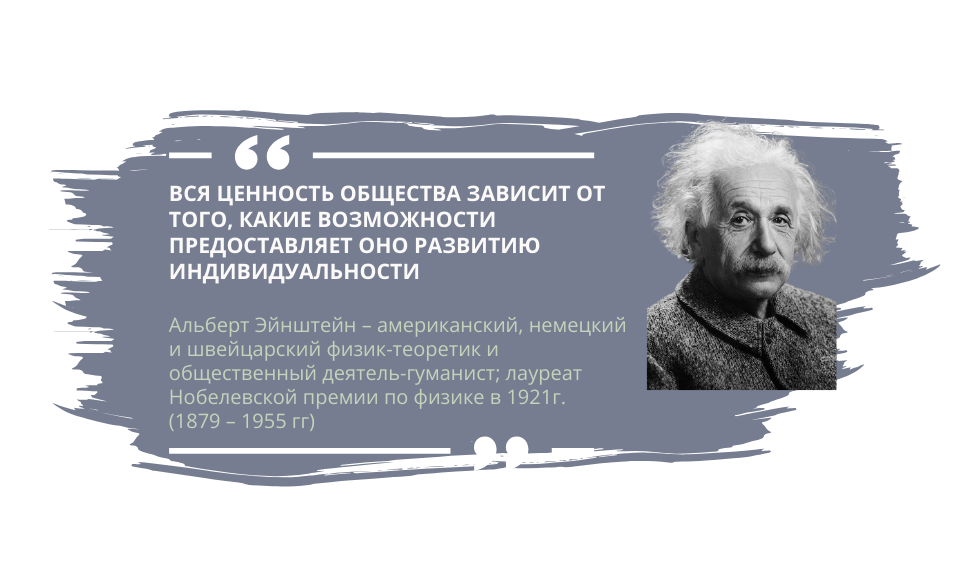 ВСЯ ЦЕННОСТЬ ОБЩЕСТВА ЗАВИСИТ ОТ
ТОГО, КАКИЕ ВОЗМОЖНОСТИ
ПРЕДОСТАВЛЯЕТ ОНО РАЗВИТИЮ
ИНДИВИДУАЛЬНОСТИ
Альберт Эйнштейн – американский, немецкий
и швейцарский физик-теоретик и
общественный деятель-гуманист; лауреат
Нобелевской премии по физике в 1921г.
(1879 – 1955 гг)